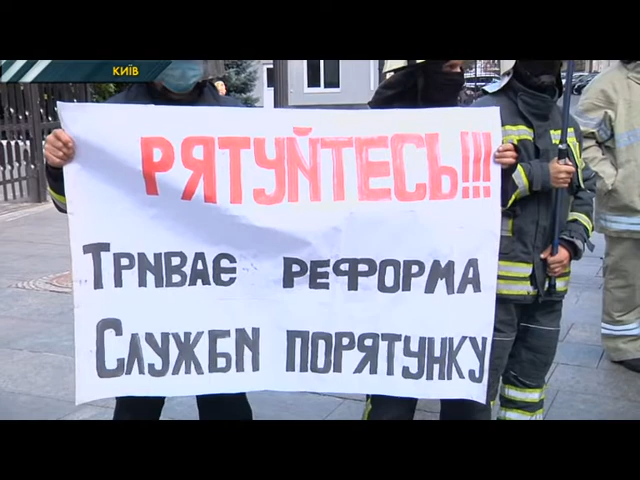 КИЇВ
РЯТУЙТЕСЬ!!!
ТРИВАЄ РЕФОРМА
СЛУЖБИ ПОРЯТУНКУ